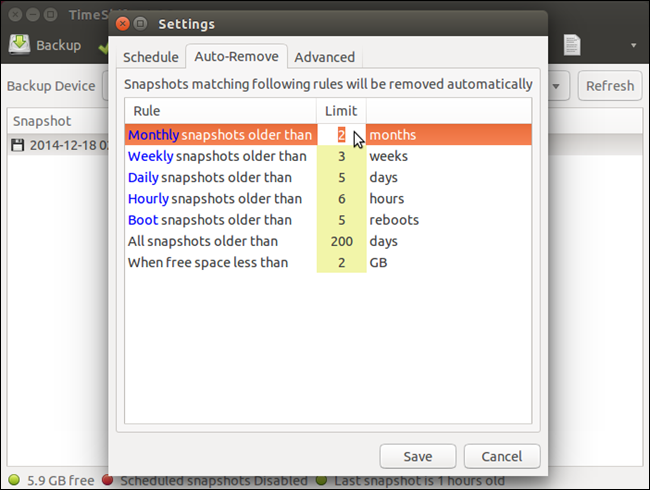 TimeShift
Settings
Backup
Schedule Auto-Remove Advanced
Backup Device
Refresh
Snapshots matching following rules will be removed automatically
Snapshot
Rule Limit
2014-12-18
Monthly snapshots older than 2 months
Weekly snapshots older than 3 weeks
Daily snapshots older than 5 days
Hourly snapshots older than 6 hours
Boot snapshots older than 5 reboots
All snapshots older than 200 days
When free space less than 2 GB
Save Cancel
5.9 GB free Scheduled snapshots Disabled Last snapshot is 1 hours old